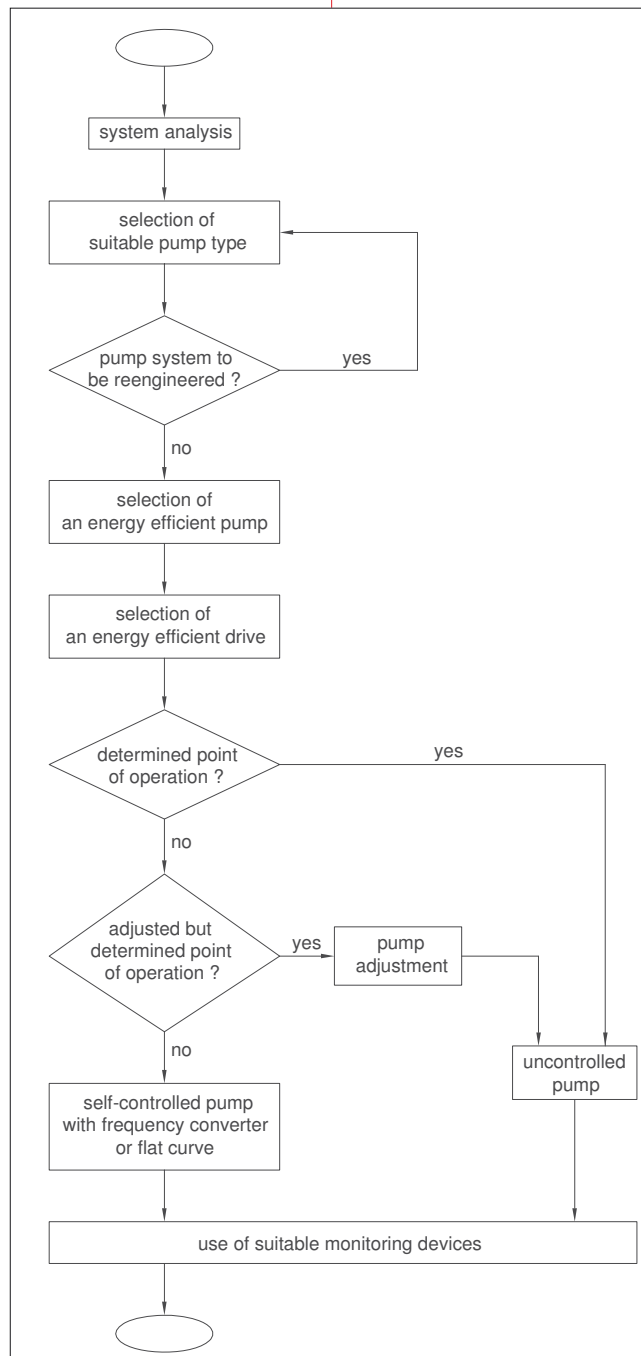 system analysis
selection of
suitable pump type
pump system to
be reengineered ?
yes
no
selection of
an energy efficient pump
selection of
an energy efficient drive
determined point
of operation ?
yes
no
adjusted but
determined point
of operation ?
yes
pump
adjustment
no
uncontrolled
pump
self-controlled pump
with frequency converter
or flat curve
use of suitable monitoring devices